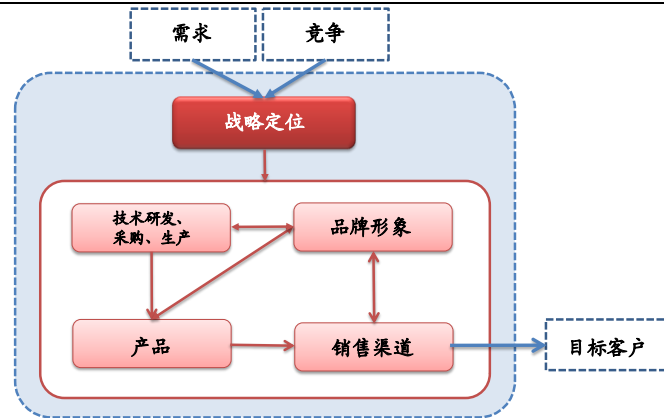 需求
竞争
战略定位
技术研发、
采购、生产
品牌形象
产品
销售渠道
目标客户